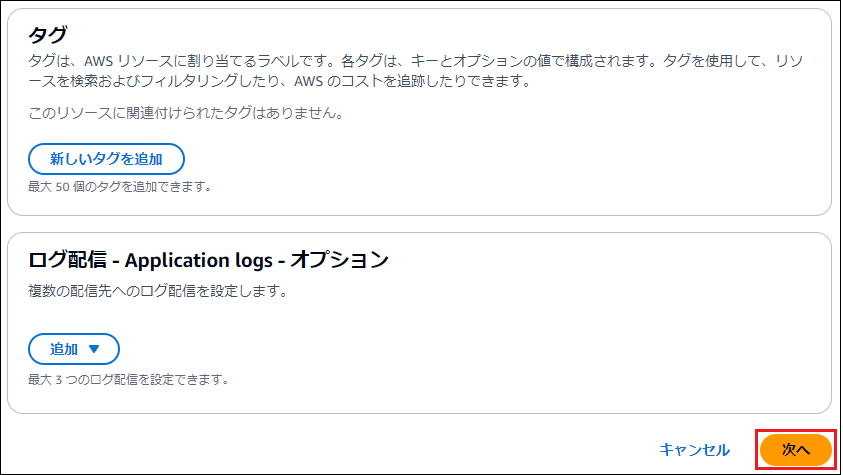 タグ
タグは、AWS リソースに割り当てるラベルです。各タグは、キーとオプションの値で構成されます。タグを使用して、リソ
ースを検索およびフィルタリングしたり、AWS のコストを追跡したりできます。
このリソースに関連付けられたタグはありません。
新しいタグを追加
最大 50 個のタグを追加できます。
ログ配信 - Application logs - オプション
複数の配信先へのログ配信を設定します。
追加 ▼
最大 3 つのログ配信を設定できます。
キャンセル 次へ